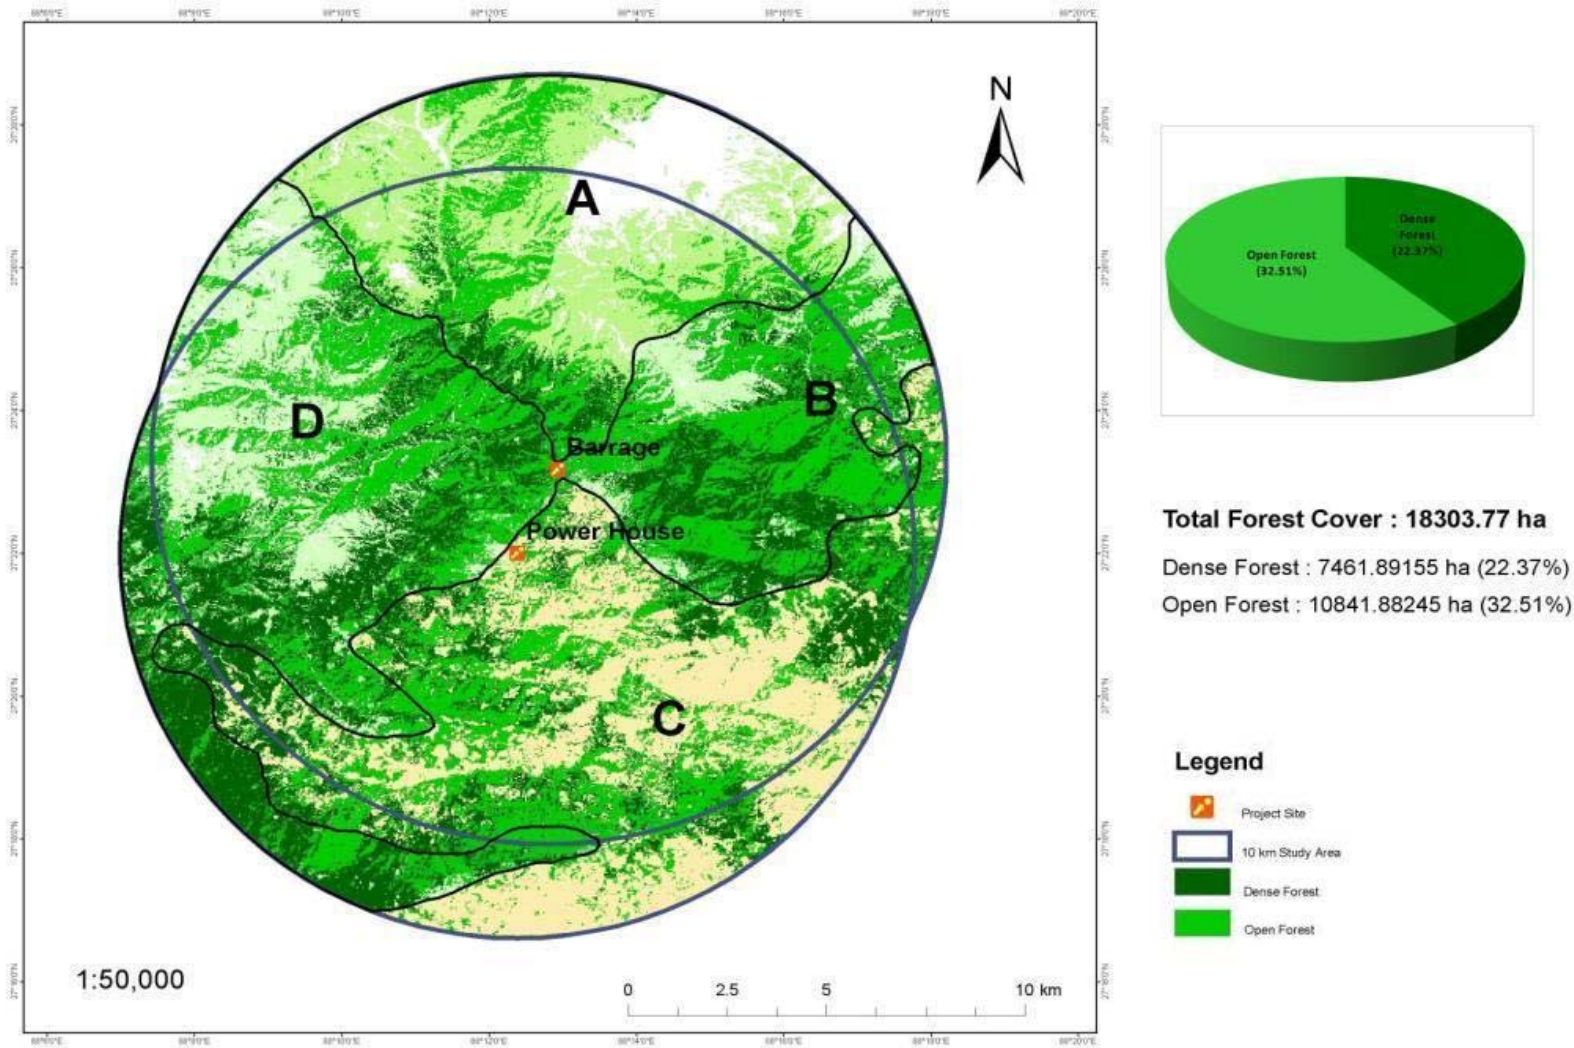 N
A
B
D
Barrage
Power House
C
1:50,000
0 2.5 5 10 km
Dense
Forest
(22.37%)
Open Forest
(32.51%)
Total Forest Cover : 18303.77 ha
Dense Forest : 7461.89155 ha (22.37%)
Open Forest : 10841.88245 ha (32.51%)
Legend
Project Site
10 km Study Area
Dense Forest
Open Forest